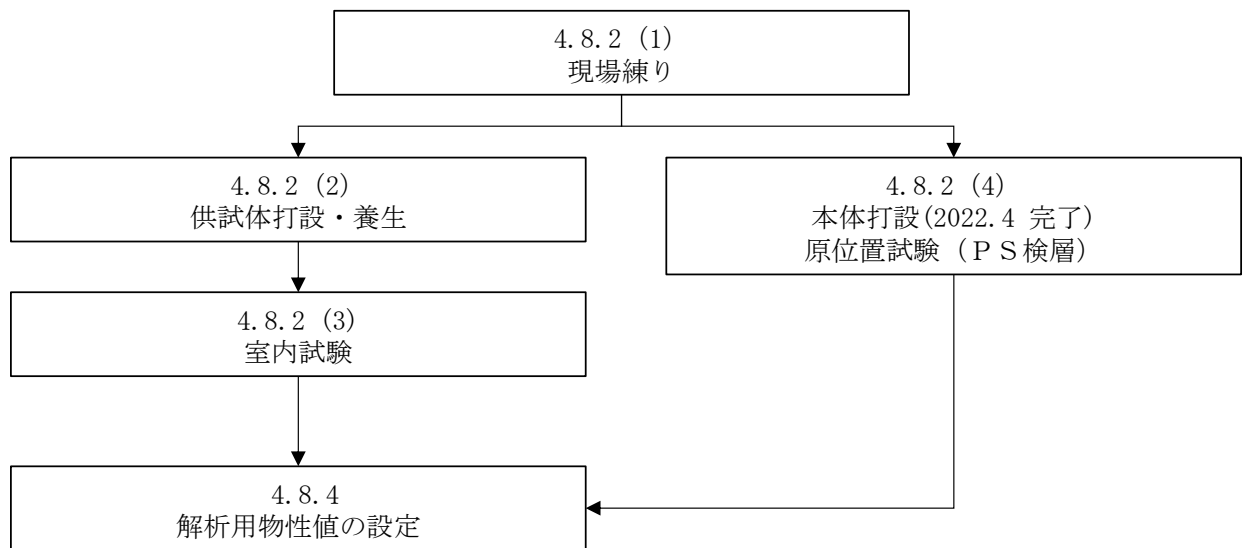 4.8.2 (1)
現場練り
4.8.2 (2)
供試体打設・養生
4.8.2 (4)
本体打設(2022.4 完了)
原位置試験（ＰＳ検層）
4.8.2 (3)
室内試験
4.8.4
解析用物性値の設定